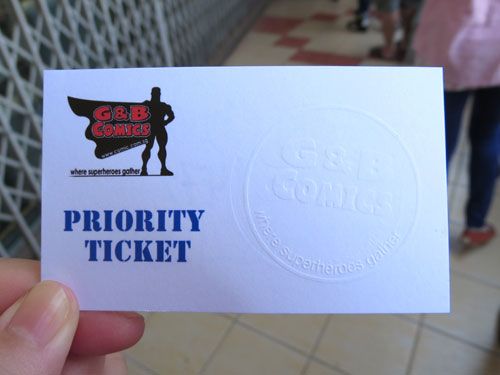 G&B
COMICS
where superheroes gather
PRIORITY
TICKET
G&B
COMICS
where superheroes gather